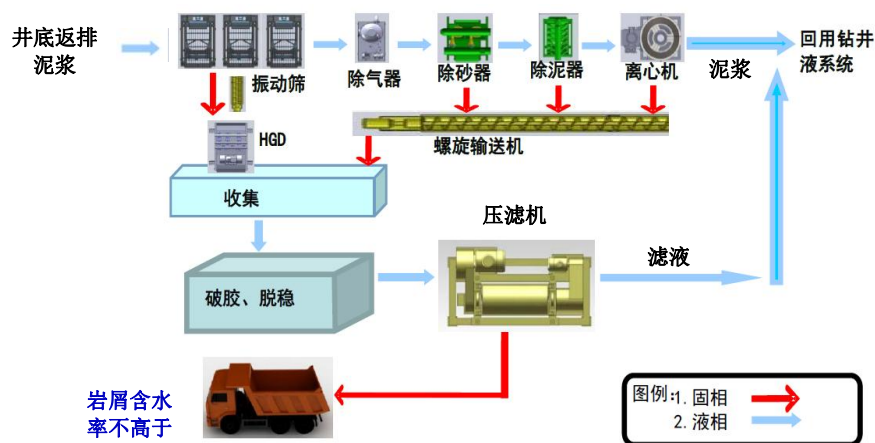 井底返排
泥浆
振动筛
除气器
除砂器
除泥器
离心机
泥浆
回用钻井
液系统
HGD
螺旋输送机
收集
压滤机
滤液
破胶、脱稳
岩屑含水
率不高于
图例:1. 固相
2. 液相